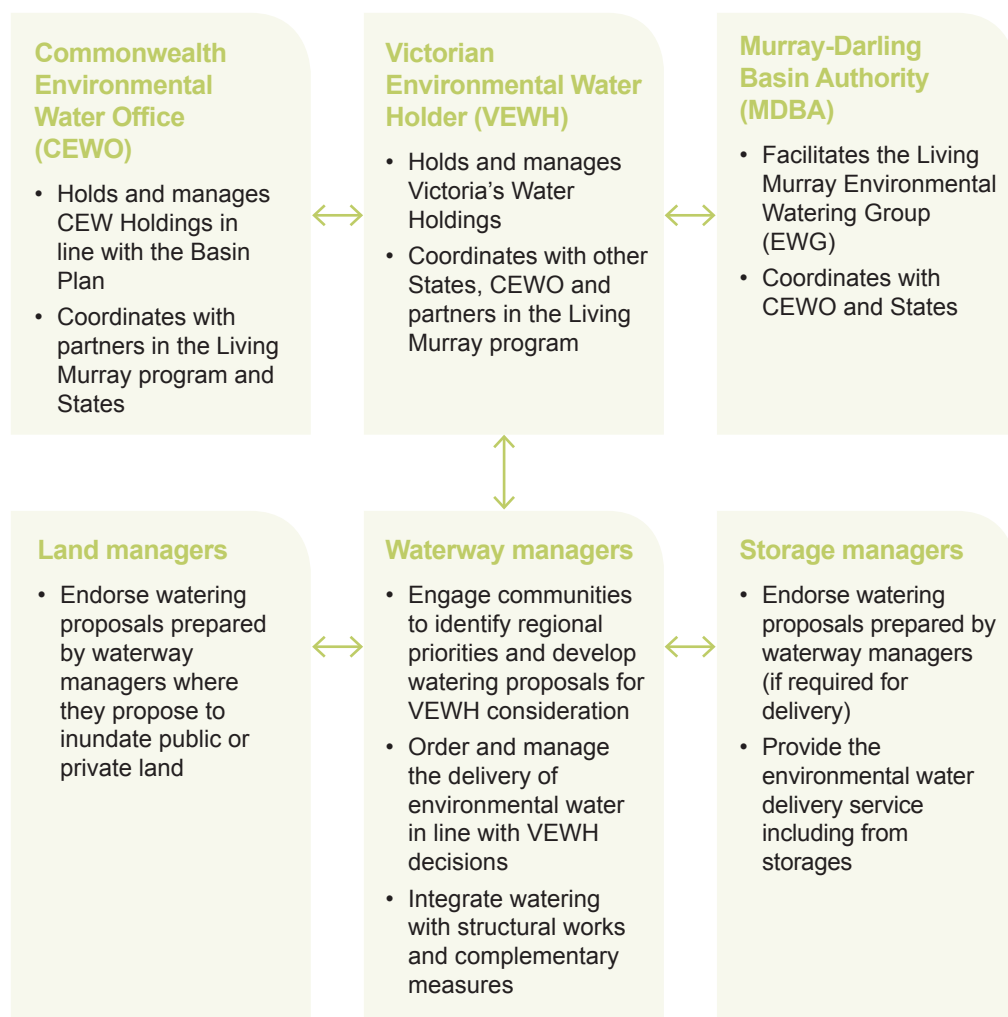 Commonwealth
Environmental
Water Office
(CEWO)
• Holds and manages
CEW Holdings in
line with the Basin
Plan
• Coordinates with
partners in the Living
Murray program and
States
Victorian
Environmental Water
Holder (VEWH)
• Holds and manages
Victoria’s Water
Holdings
• Coordinates with other
States, CEWO and
partners in the Living
Murray program
Murray-Darling
Basin Authority
(MDBA)
• Facilitates the Living
Murray Environmental
Watering Group
(EWG)
• Coordinates with
CEWO and States
Land managers
• Endorse watering
proposals prepared
by waterway
managers where
they propose to
inundate public or
private land
Waterway managers
• Engage communities
to identify regional
priorities and develop
watering proposals for
VEWH consideration
• Order and manage
the delivery of
environmental water
in line with VEWH
decisions
• Integrate watering
with structural works
and complementary
measures
Storage managers
• Endorse watering
proposals prepared by
waterway managers
(if required for
delivery)
• Provide the
environmental water
delivery service
including from
storages